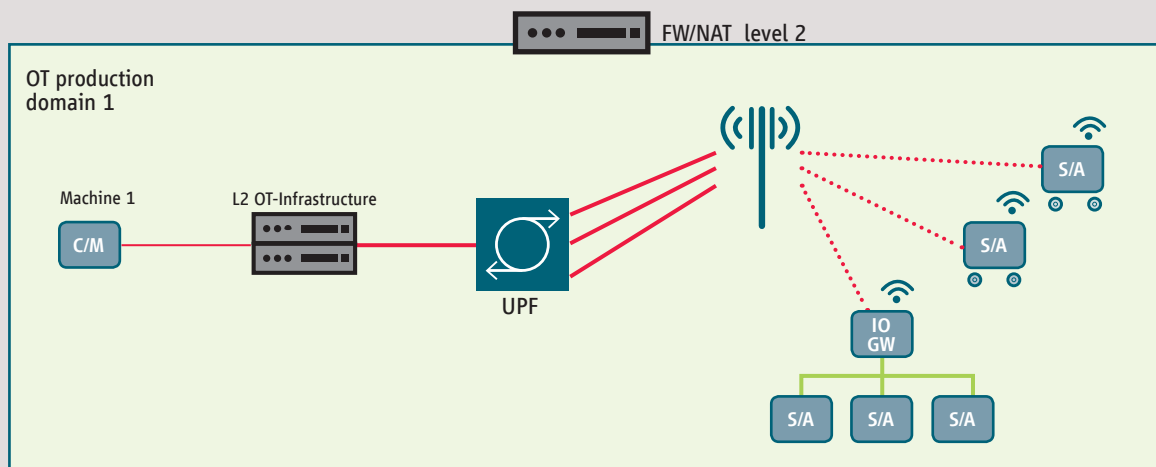 FW/NAT level 2
OT production
domain 1
Machine 1
L2 OT-Infrastructure
C/M
UPF
S/A
S/A
IO
GW
S/A
S/A
S/A